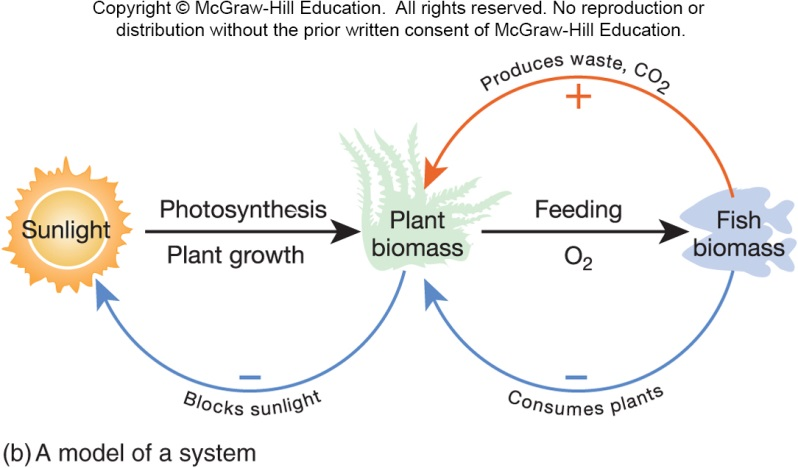 Copyright © McGraw-Hill Education. All rights reserved. No reproduction or
distribution without the prior written consent of McGraw-Hill Education.
Produces waste, CO2
+
Sunlight
Photosynthesis
Plant growth
Plant
biomass
Feeding
O2
Fish
biomass
–
Blocks sunlight
–
Consumes plants
(b) A model of a system